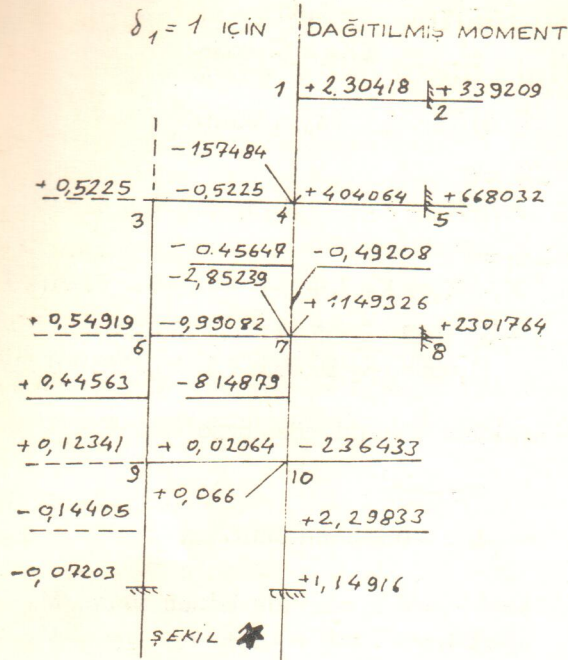 δ₁ = 1 İÇİN DAĞITILMIŞ MOMENT
1 +2.30418 +339209
2
-157484
+0,5225 -0,5225 +404064 +668032
3 4 5
-0.45647 -0,49208
-2,85239
+1149326
+0,54919 -0,99082 +2301764
6 7 8
+0,44563 -814879
+0,12341 +0,02064 -236433
9 10
+0,066
-0,14405 +2,29833
-0,07203 +1,14916
ŞEKİL